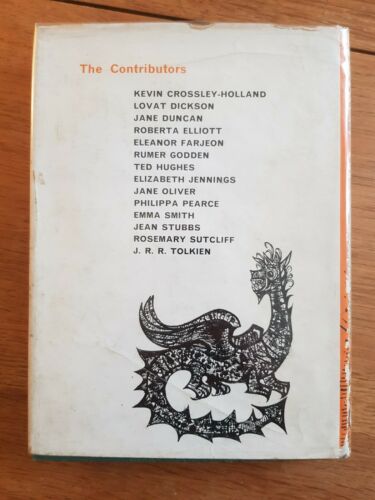 The Contributors
KEVIN CROSSLEY-HOLLAND
LOVAT DICKSON
JANE DUNCAN
ROBERTA ELLIOTT
ELEANOR FARJEON
RUMER GODDEN
TED HUGHES
ELIZABETH JENNINGS
JANE OLIVER
PHILIPPA PEARCE
EMMA SMITH
JEAN STUBBS
ROSEMARY SUTCLIFF
J. R. R. TOLKIEN